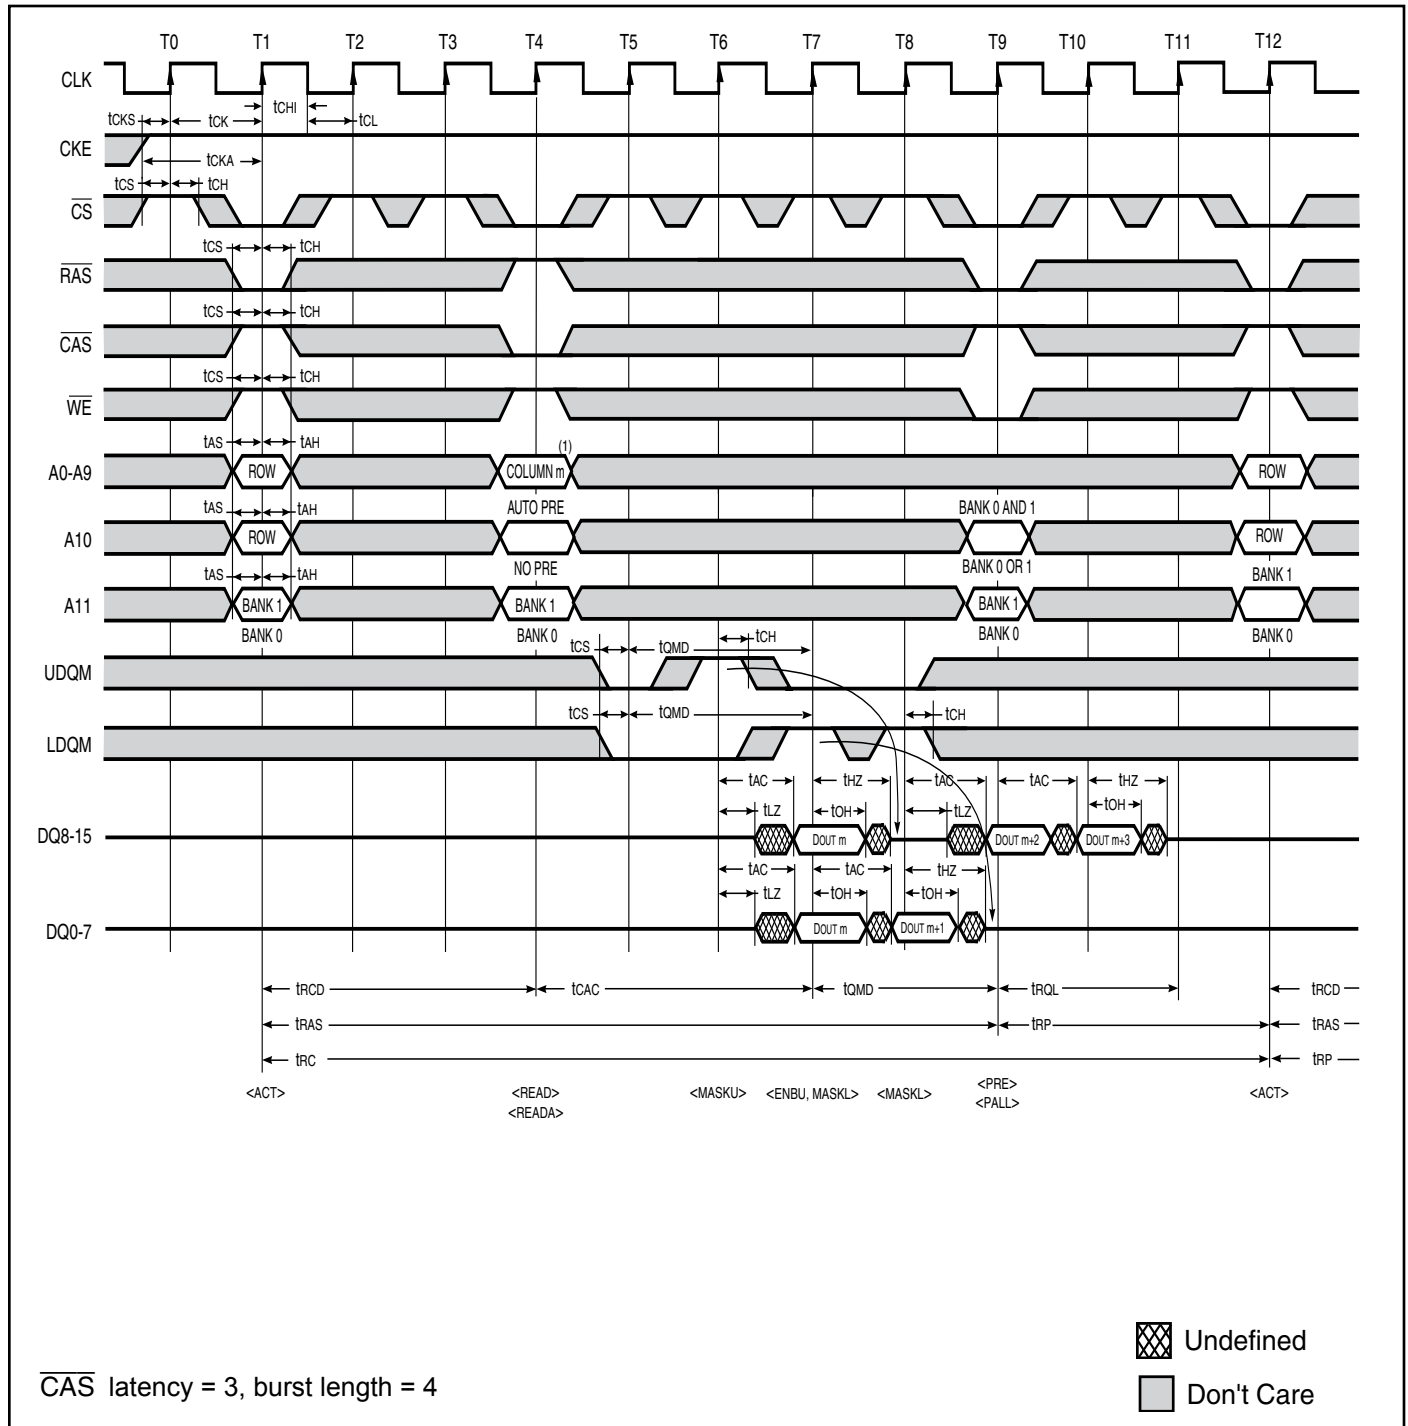 T0 T1 T2 T3 T4 T5 T6 T7 T8 T9 T10 T11 T12
CLK
tCHI
tCKS tCK tCL
CKE
tCKA
tCS tCH
CS
tCS tCH
RAS
tCS tCH
CAS
tCS tCH
WE
tAS tAH (1)
A0-A9 ROW COLUMN m ROW
tAS tAH AUTO PRE BANK 0 AND 1
A10 ROW ROW
NO PRE BANK 0 OR 1
tAS tAH BANK 1
A11 BANK 1 BANK 1 BANK 1
BANK 0 BANK 0 BANK 0 BANK 0
tCS tQMD tCH
UDQM
tCS tQMD tCH
LDQM
tAC tHZ tAC tAC tHZ
tLZ tOH tLZ tOH
DQ8-15 DOUT m DOUT m+2 DOUT m+3
tAC tAC tHZ
tLZ tOH tOH
DQ0-7 DOUT m DOUT m+1
tRCD tCAC tQMD tRQL tRCD
tRAS tRP tRAS
tRC tRP
<ACT> <READ> <MASKU> <ENBU, MASKL> <MASKL> <PRE> <ACT>
<READA> <PALL>
Undefined
CAS latency = 3, burst length = 4
Don't Care